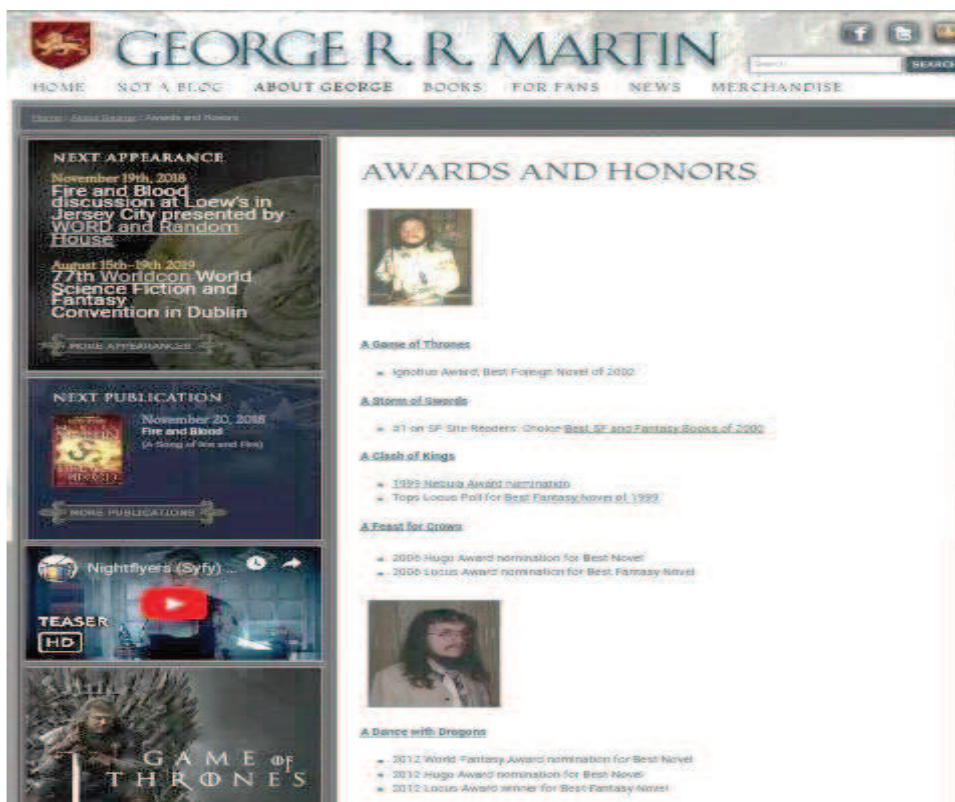 GEORGE R. R. MARTIN
SEARCH
HOME NOT A BLOG ABOUT GEORGE BOOKS FOR FANS NEWS MERCHANDISE
Home / About George / Awards and Honors
NEXT APPEARANCE
November 19th, 2018
Fire and Blood
discussion at Loew's in
Jersey City presented by
WORD and Random
House
August 15th-19th 2019
77th Worldcon World
Science Fiction and
Fantasy
Convention in Dublin
MORE APPEARANCES
NEXT PUBLICATION
November 20, 2018
Fire and Blood
(A Song of Ice and Fire)
MORE PUBLICATIONS
Nightflyers (Syfy) ...
TEASER
HD
GAME OF
THRONES
AWARDS AND HONORS
A Game of Thrones
Ignotius Award, Best Foreign Novel of 2002
A Storm of Swords
#1 on SF Site Readers' Choice Best SF and Fantasy Books of 2000
A Clash of Kings
1999 Nebula Award nomination
Tops Locus Poll for Best Fantasy Novel of 1999
A Feast for Crows
2006 Hugo Award nomination for Best Novel
2006 Locus Award nomination for Best Fantasy Novel
A Dance with Dragons
2012 World Fantasy Award nomination for Best Novel
2012 Hugo Award nomination for Best Novel
2012 Locus Award winner for Best Fantasy Novel